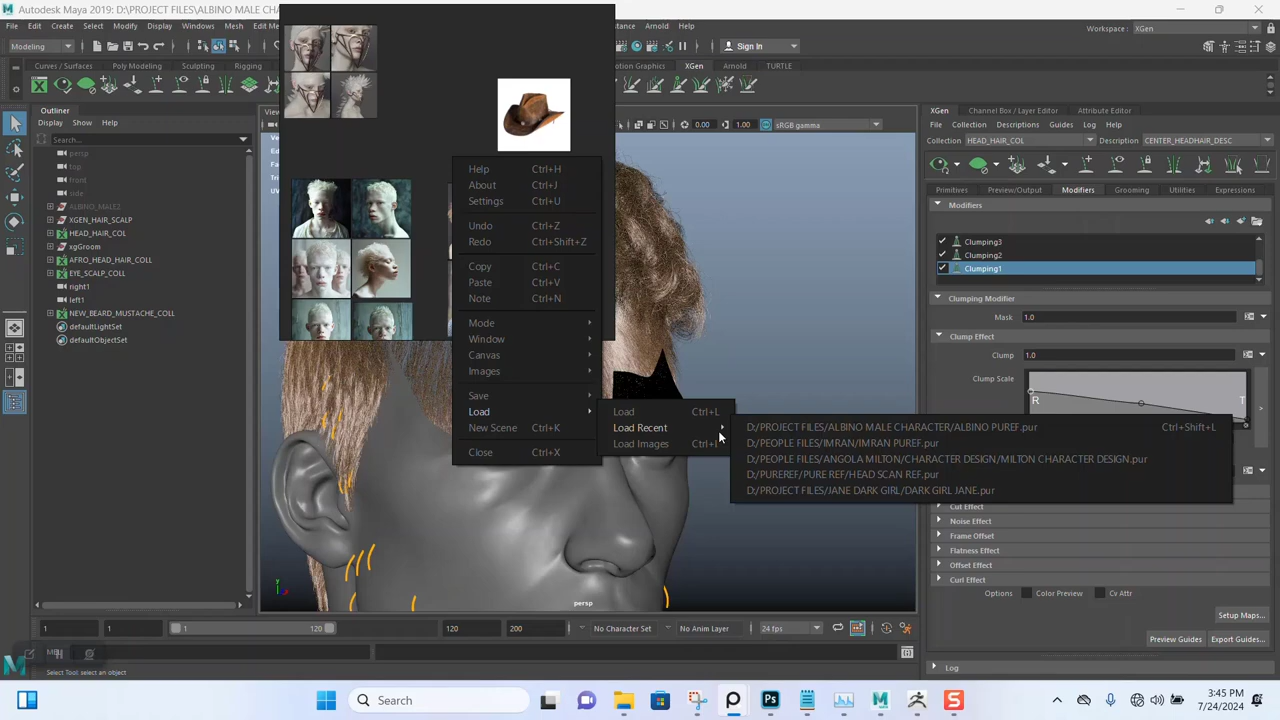 Autodesk Maya 2019: D:\PROJECT FILES\ALBINO MALE CHAR
File Edit Create Select Modify Display Windows Mesh Edit Me
Arnold Help
Workspace : XGen
Modeling
Sign In
Curves / Surfaces Poly Modeling Sculpting Rigging
XGen Arnold TURTLE
Outliner
Display Show Help
Search...
persp
top
front
side
ALBINO_MALE2
XGEN_HAIR_SCALP
HEAD_HAIR_COL
xgGroom
AFRO_HEAD_HAIR_COLL
EYE_SCALP_COLL
right1
left1
NEW_BEARD_MUSTACHE_COLL
defaultLightSet
defaultObjectSet
0.00 1.00 sRGB gamma
Help Ctrl+H
About Ctrl+J
Settings Ctrl+U
Undo Ctrl+Z
Redo Ctrl+Shift+Z
Copy Ctrl+C
Paste Ctrl+V
Note Ctrl+N
Mode
Window
Canvas
Images
Save
Load
New Scene Ctrl+K
Close Ctrl+X
Load Ctrl+L
Load Recent
Load Images Ctrl+I
D:/PROJECT FILES/ALBINO MALE CHARACTER/ALBINO PUREF.pur Ctrl+Shift+L
D:/PEOPLE FILES/IMRAN/IMRAN PUREF.pur
D:/PEOPLE FILES/ANGOLA MILTON/CHARACTER DESIGN/MILTON CHARACTER DESIGN.pur
D:/PUREREF/PURE REF/HEAD SCAN REF.pur
D:/PROJECT FILES/JANE DARK GIRL/DARK GIRL JANE.pur
XGen Channel Box / Layer Editor Attribute Editor
File Collection Descriptions Guides Log Help
Collection HEAD_HAIR_COL Description CENTER_HEADHAIR_DESC
Primitives Preview/Output Modifiers Grooming Utilities Expressions
Modifiers
Clumping3
Clumping2
Clumping1
Clumping Modifier
Mask 1.0
Clump Effect
Clump 1.0
Clump Scale
R T
Cut Effect
Noise Effect
Frame Offset
Flatness Effect
Offset Effect
Curl Effect
Options Color Preview Cv Attr
Setup Maps...
Preview Guides Export Guides...
Log
persp
1 1 1 120 120 200 No Character Set No Anim Layer 24 fps
Select Tool: select an object
Search
3:45 PM
7/24/2024